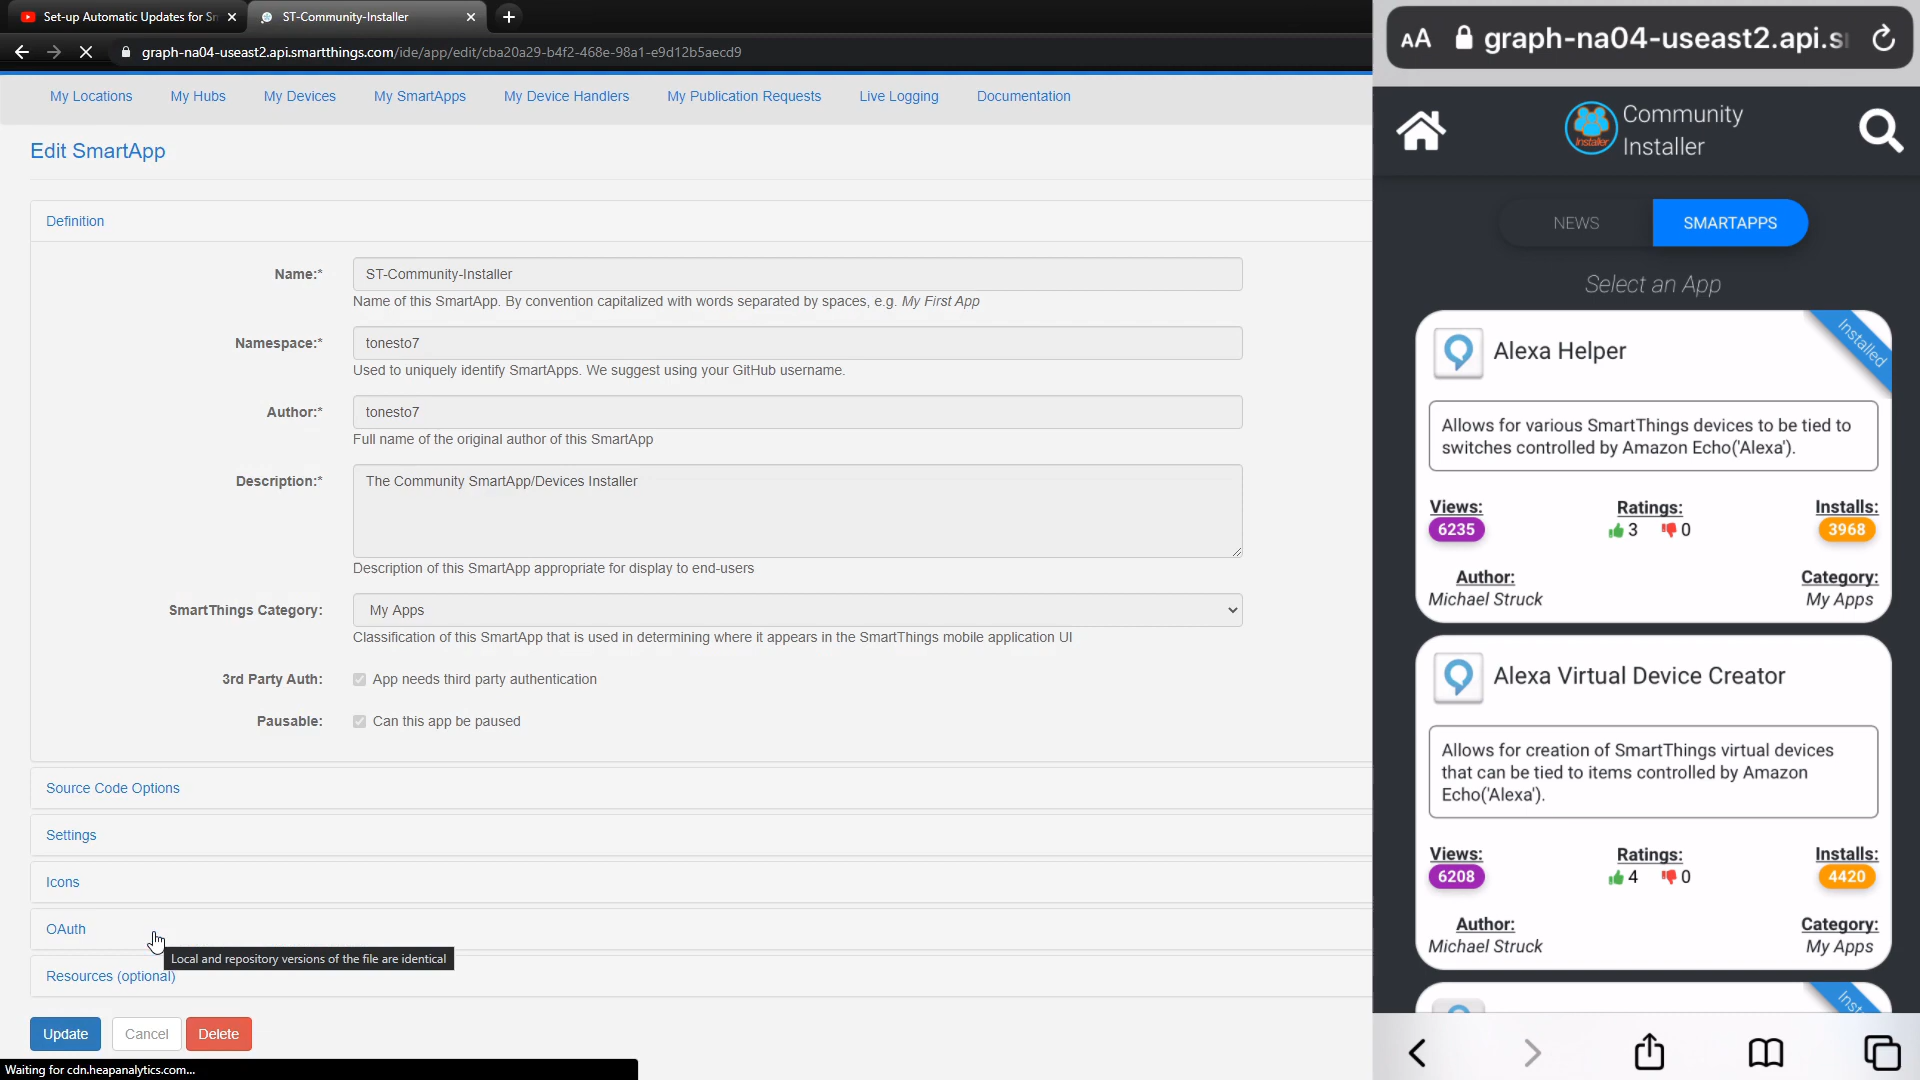 Set-up Automatic Updates for Sm
ST-Community-Installer
graph-na04-useast2.api.smartthings.com/ide/app/edit/cba20a29-b4f2-468e-98a1-e9d12b5aecd9
My Locations
My Hubs
My Devices
My SmartApps
My Device Handlers
My Publication Requests
Live Logging
Documentation
Edit SmartApp
Definition
Name:*
ST-Community-Installer
Name of this SmartApp. By convention capitalized with words separated by spaces, e.g. My First App
Namespace:*
tonesto7
Used to uniquely identify SmartApps. We suggest using your GitHub username.
Author:*
tonesto7
Full name of the original author of this SmartApp
Description:*
The Community SmartApp/Devices Installer
Description of this SmartApp appropriate for display to end-users
SmartThings Category:
My Apps
Classification of this SmartApp that is used in determining where it appears in the SmartThings mobile application UI
3rd Party Auth:
App needs third party authentication
Pausable:
Can this app be paused
Source Code Options
Settings
Icons
OAuth
Local and repository versions of the file are identical
Resources (optional)
Update
Cancel
Delete
Waiting for cdn.heapanalytics.com...
AA
graph-na04-useast2.api.s
Installer
Community
Installer
NEWS
SMARTAPPS
Select an App
Alexa Helper
Installed
Allows for various SmartThings devices to be tied to
switches controlled by Amazon Echo('Alexa').
Views:
Ratings:
Installs:
6235
3
0
3968
Author:
Category:
Michael Struck
My Apps
Alexa Virtual Device Creator
Allows for creation of SmartThings virtual devices
that can be tied to items controlled by Amazon
Echo('Alexa').
Views:
Ratings:
Installs:
6208
4
0
4420
Author:
Category:
Michael Struck
My Apps